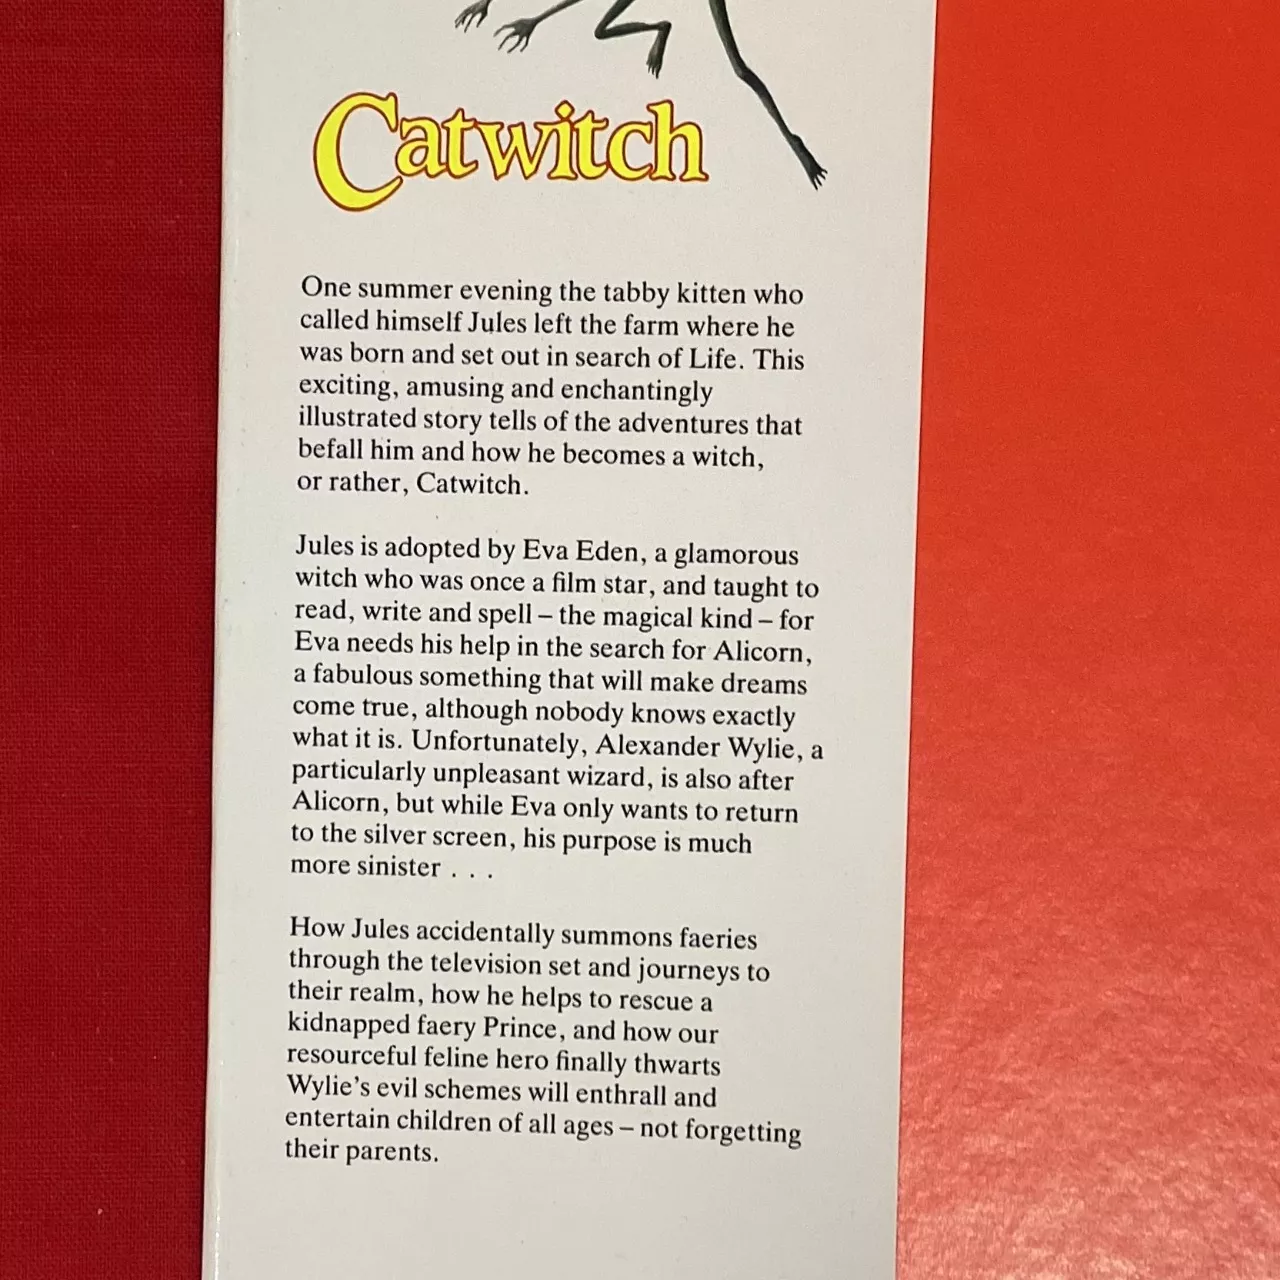 Catwitch
One summer evening the tabby kitten who
called himself Jules left the farm where he
was born and set out in search of Life. This
exciting, amusing and enchantingly
illustrated story tells of the adventures that
befall him and how he becomes a witch,
or rather, Catwitch.
Jules is adopted by Eva Eden, a glamorous
witch who was once a film star, and taught to
read, write and spell – the magical kind – for
Eva needs his help in the search for Alicorn,
a fabulous something that will make dreams
come true, although nobody knows exactly
what it is. Unfortunately, Alexander Wylie, a
particularly unpleasant wizard, is also after
Alicorn, but while Eva only wants to return
to the silver screen, his purpose is much
more sinister . . .
How Jules accidentally summons faeries
through the television set and journeys to
their realm, how he helps to rescue a
kidnapped faery Prince, and how our
resourceful feline hero finally thwarts
Wylie's evil schemes will enthrall and
entertain children of all ages – not forgetting
their parents.